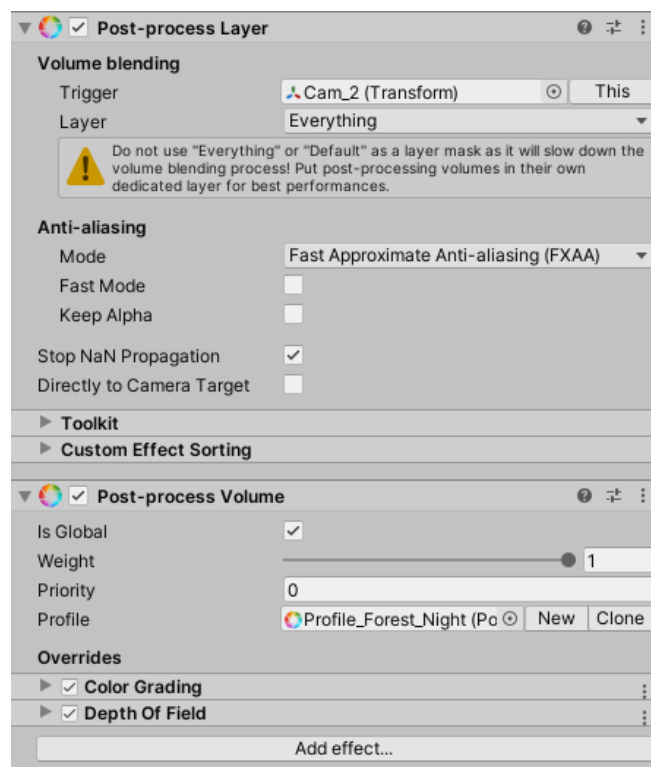 Post-process Layer
Volume blending
Trigger
Cam_2 (Transform)
This
Layer
Everything
Do not use "Everything" or "Default" as a layer mask as it will slow down the
volume blending process! Put post-processing volumes in their own
dedicated layer for best performances.
Anti-aliasing
Mode
Fast Approximate Anti-aliasing (FXAA)
Fast Mode
Keep Alpha
Stop NaN Propagation
Directly to Camera Target
Toolkit
Custom Effect Sorting
Post-process Volume
Is Global
Weight
1
Priority
0
Profile
Profile_Forest_Night (Po
New
Clone
Overrides
Color Grading
Depth Of Field
Add effect...